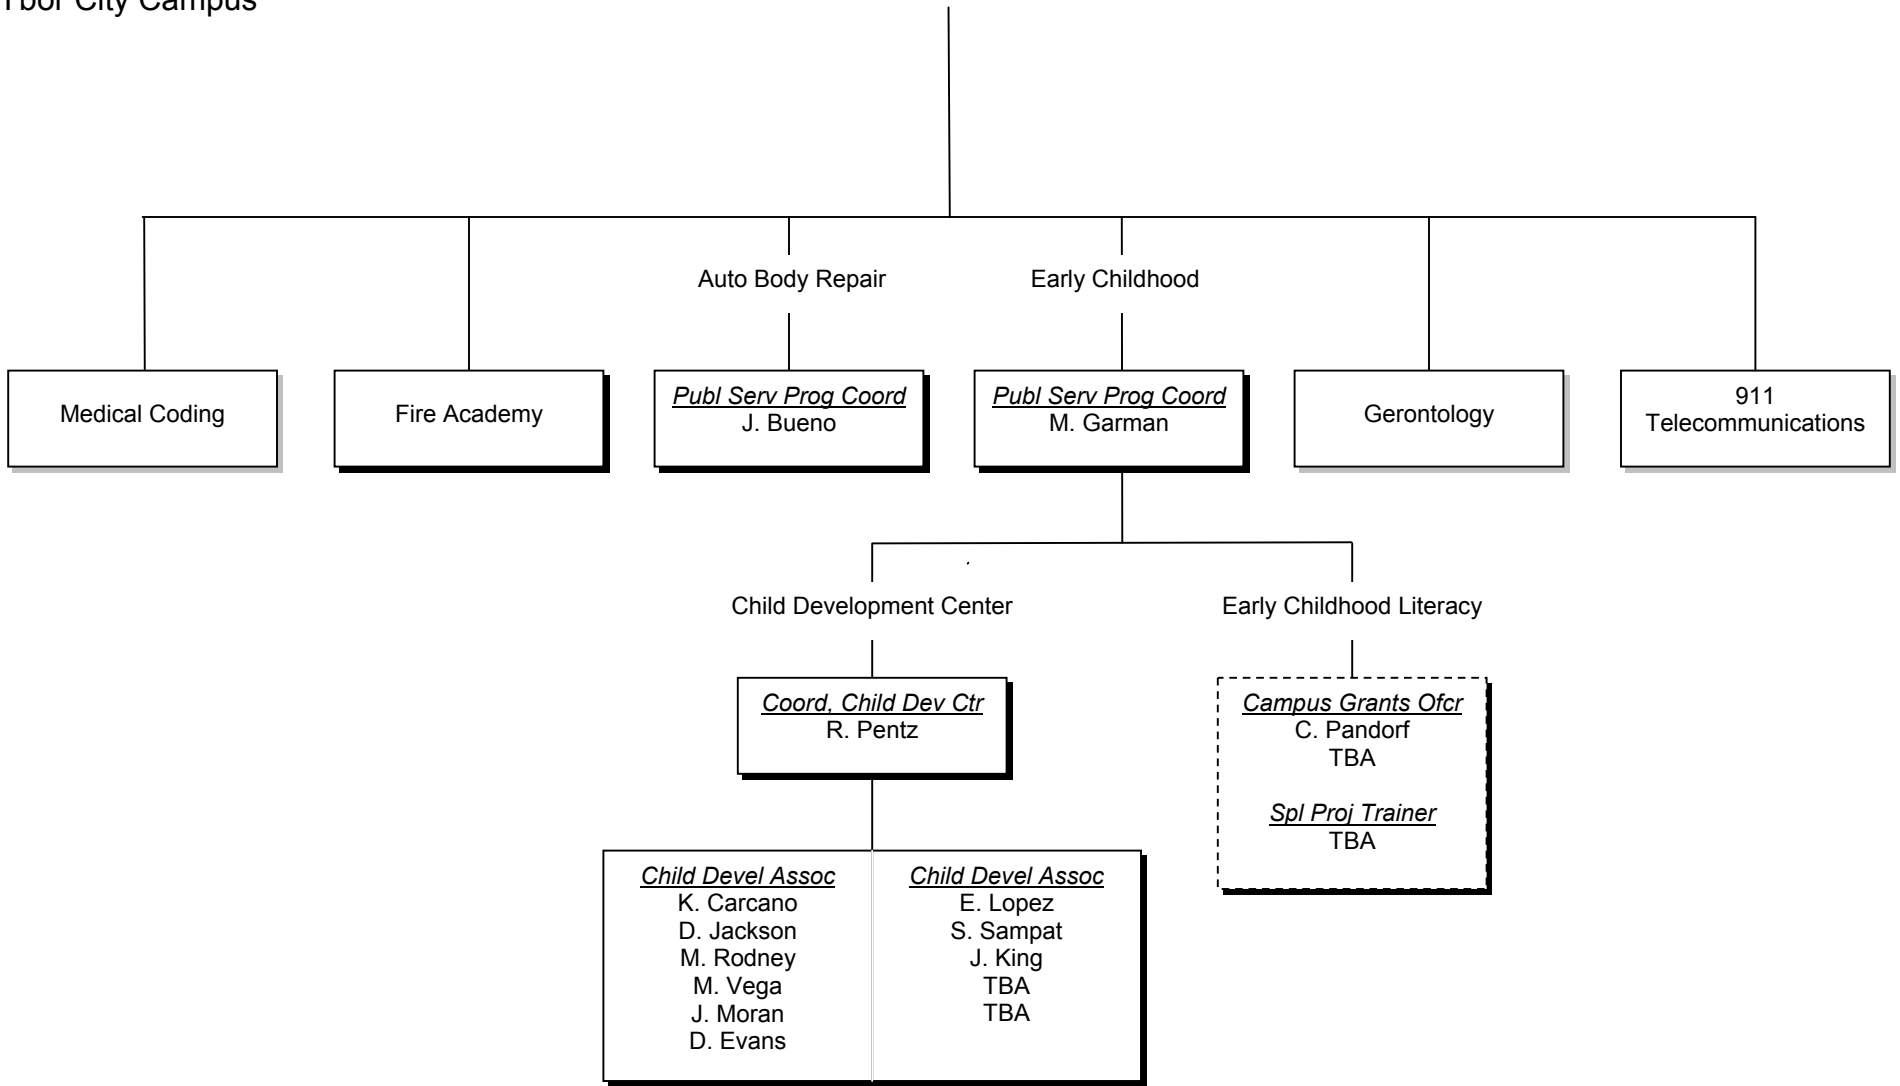 Ybor City Campus
Auto Body Repair
Early Childhood
Medical Coding
Fire Academy
Publ Serv Prog Coord
J. Bueno
Publ Serv Prog Coord
M. Garman
Gerontology
911
Telecommunications
Child Development Center
Early Childhood Literacy
Coord, Child Dev Ctr
R. Pentz
Campus Grants Ofcr
C. Pandorf
TBA
Spl Proj Trainer
TBA
Child Devel Assoc
K. Carcano
D. Jackson
M. Rodney
M. Vega
J. Moran
D. Evans
Child Devel Assoc
E. Lopez
S. Sampat
J. King
TBA
TBA